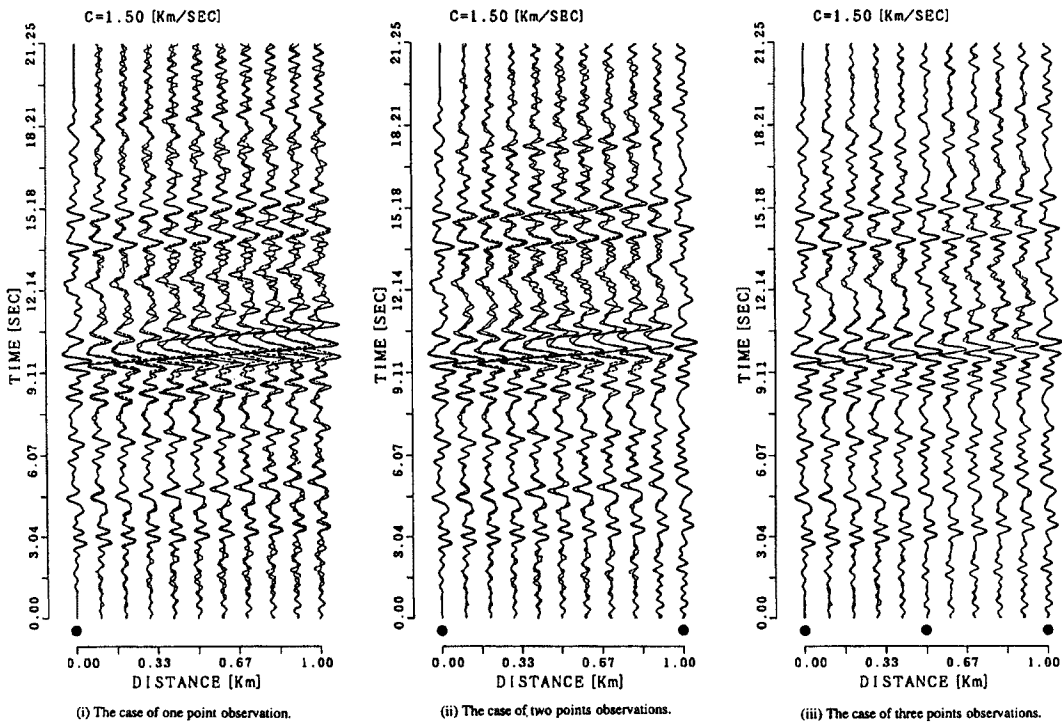 C=1.50 [Km/SEC]
21.25
18.21
15.18
12.14
9.11
6.07
3.04
0.00
TIME [SEC]
0.00 0.33 0.67 1.00
DISTANCE [Km]
(i) The case of one point observation.
C=1.50 [Km/SEC]
21.25
18.21
15.18
12.14
9.11
6.07
3.04
0.00
TIME [SEC]
0.00 0.33 0.67 1.00
DISTANCE [Km]
(ii) The case of two points observations.
C=1.50 [Km/SEC]
21.25
18.21
15.18
12.14
9.11
6.07
3.04
0.00
TIME [SEC]
0.00 0.33 0.67 1.00
DISTANCE [Km]
(iii) The case of three points observations.